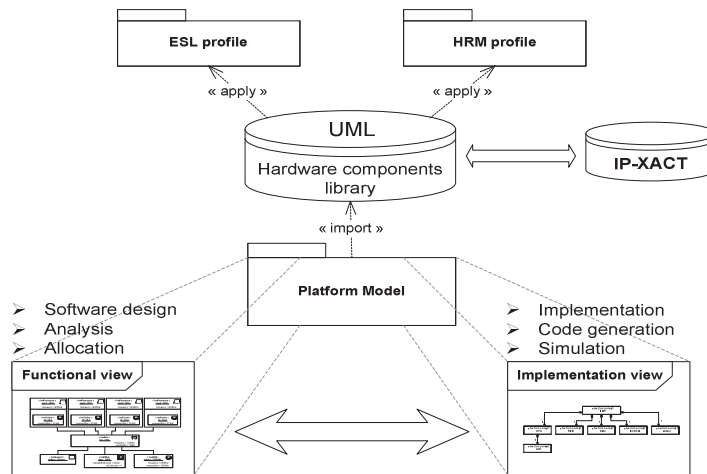 ESL profile
HRM profile
« apply »
« apply »
UML
Hardware components
library
IP-XACT
« import »
Platform Model
➢ Software design
➢ Analysis
➢ Allocation
➢ Implementation
➢ Code generation
➢ Simulation
Functional view
Implementation view